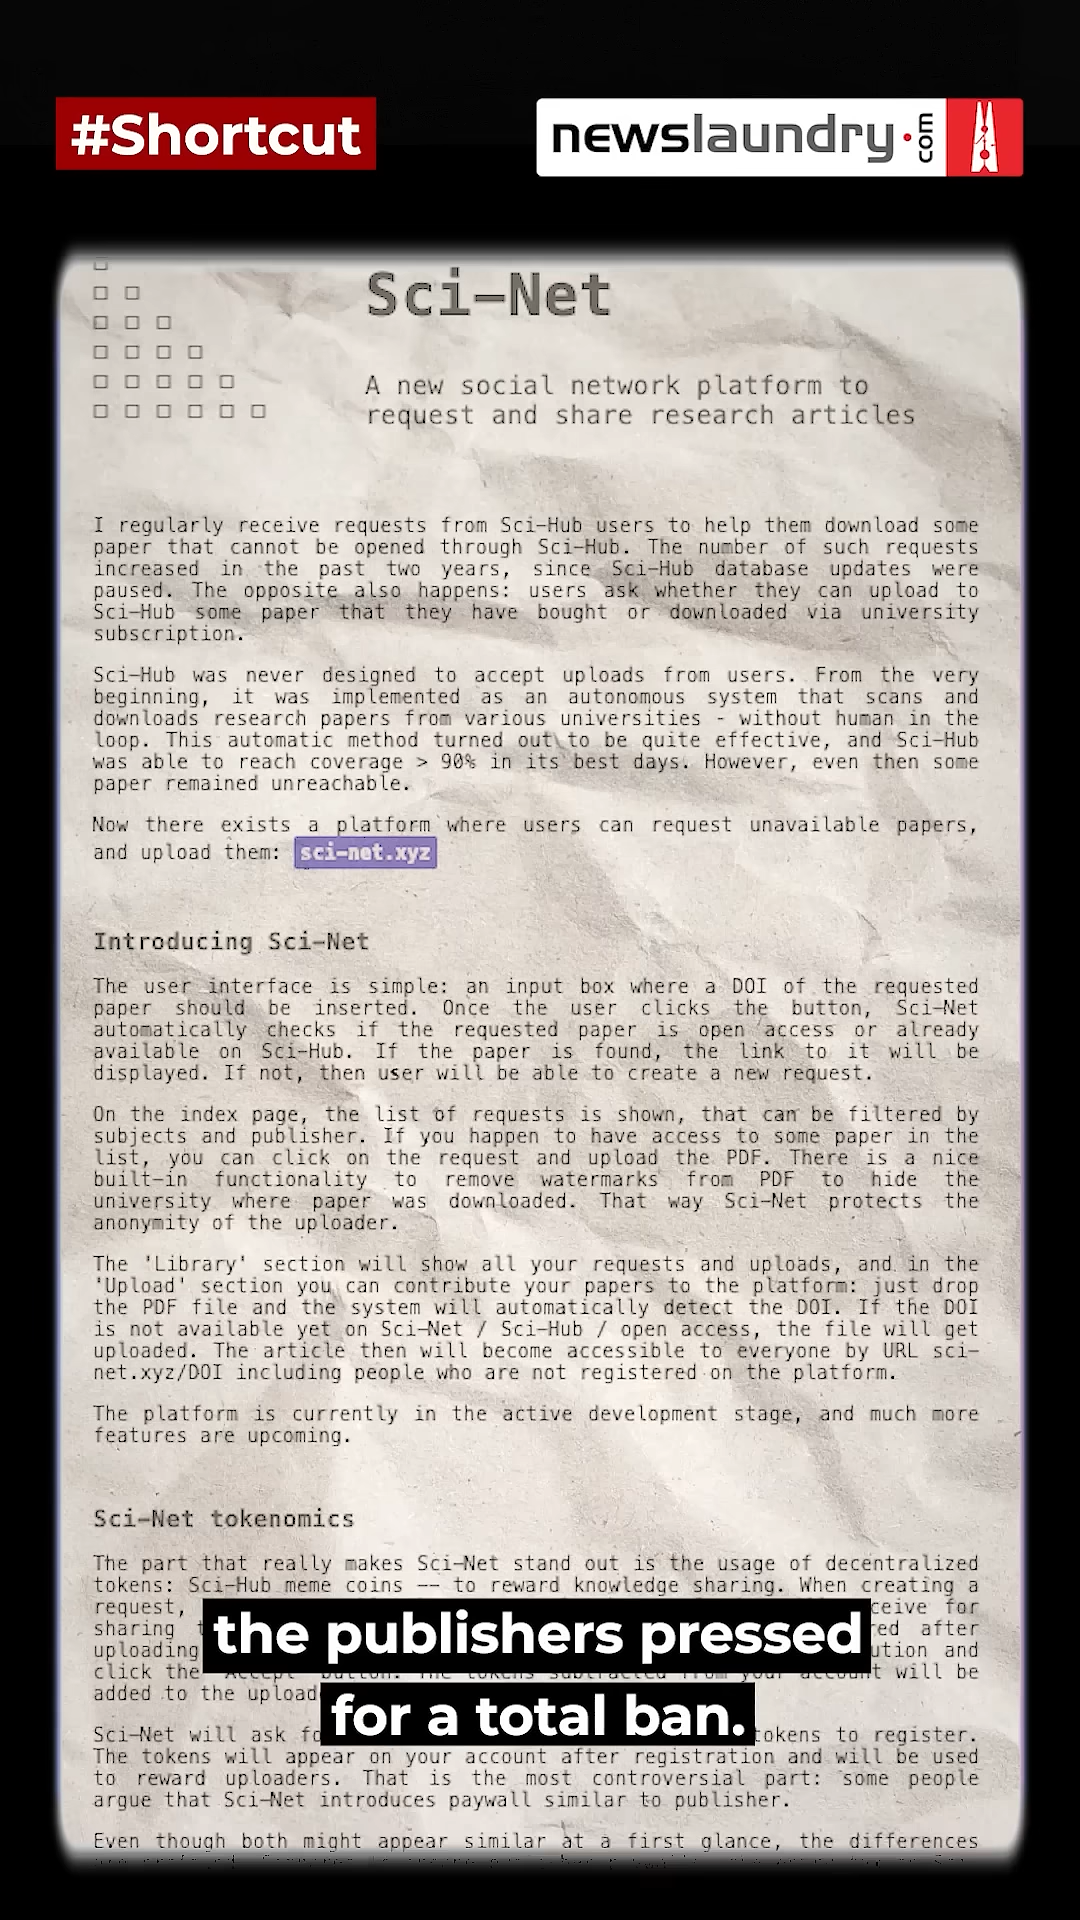 #Shortcut
newslaundry.com
Sci-Net
A new social network platform to
request and share research articles
I regularly receive requests from Sci-Hub users to help them download some
paper that cannot be opened through Sci-Hub. The number of such requests
increased in the past two years, since Sci-Hub database updates were
paused. The opposite also happens: users ask whether they can upload to
Sci-Hub some paper that they have bought or downloaded via university
subscription.
Sci-Hub was never designed to accept uploads from users. From the very
beginning, it was implemented as an autonomous system that scans and
downloads research papers from various universities - without human in the
loop. This automatic method turned out to be quite effective, and Sci-Hub
was able to reach coverage > 90% in its best days. However, even then some
paper remained unreachable.
Now there exists a platform where users can request unavailable papers,
and upload them: sci-net.xyz
Introducing Sci-Net
The user interface is simple: an input box where a DOI of the requested
paper should be inserted. Once the user clicks the button, Sci-Net
automatically checks if the requested paper is open access or already
available on Sci-Hub. If the paper is found, the link to it will be
displayed. If not, then user will be able to create a new request.
On the index page, the list of requests is shown, that can be filtered by
subjects and publisher. If you happen to have access to some paper in the
list, you can click on the request and upload the PDF. There is a nice
built-in functionality to remove watermarks from PDF to hide the
university where paper was downloaded. That way Sci-Net protects the
anonymity of the uploader.
The 'Library' section will show all your requests and uploads, and in the
'Upload' section you can contribute your papers to the platform: just drop
the PDF file and the system will automatically detect the DOI. If the DOI
is not available yet on Sci-Net / Sci-Hub / open access, the file will get
uploaded. The article then will become accessible to everyone by URL sci-
net.xyz/DOI including people who are not registered on the platform.
The platform is currently in the active development stage, and much more
features are upcoming.
Sci-Net tokenomics
The part that really makes Sci-Net stand out is the usage of decentralized
tokens: Sci-Hub meme coins -- to reward knowledge sharing. When creating a
request, for
sharing after
uploading and
click the will be
added to the
the publishers pressed
for a total ban.
Sci-Net will ask tokens to register.
The tokens will appear on your account after registration and will be used
to reward uploaders. That is the most controversial part: some people
argue that Sci-Net introduces paywall similar to publisher.
Even though both might appear similar at a first glance, the differences